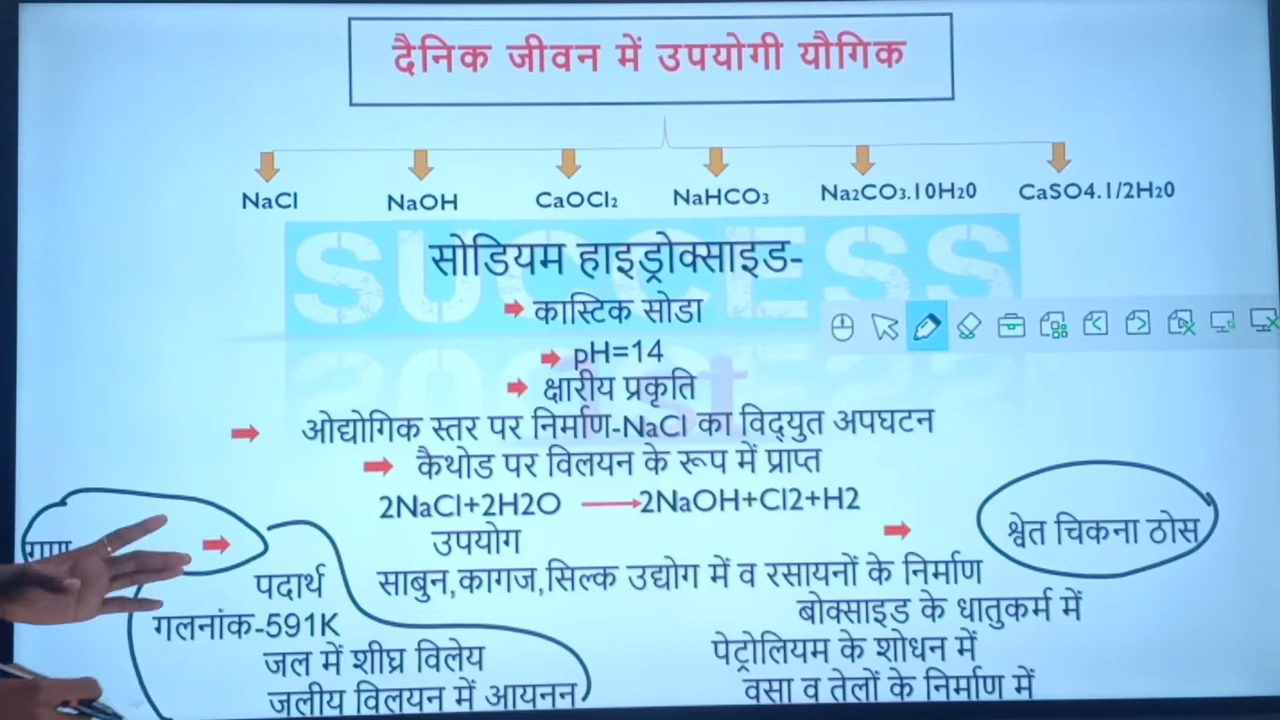 दैनिक जीवन में उपयोगी यौगिक
NaCl NaOH CaOCl₂ NaHCO₃ Na₂CO₃.10H₂0 CaSO4.1/2H₂0
SUCCESS
सोडियम हाइड्रोक्साइड-
कास्टिक सोडा
pH=14
क्षारीय प्रकृति
ओद्योगिक स्तर पर निर्माण-NaCl का विद्युत अपघटन
कैथोड पर विलयन के रूप में प्राप्त
2NaCl+2H2O 2NaOH+Cl2+H2
उपयोग श्वेत चिकना ठोस
पदार्थ साबुन,कागज,सिल्क उद्योग में व रसायनों के निर्माण
बोक्साइड के धातुकर्म में
गलनांक-591K
जल में शीघ्र विलेय पेट्रोलियम के शोधन में
जलीय विलयन में आयनन वसा व तेलों के निर्माण में